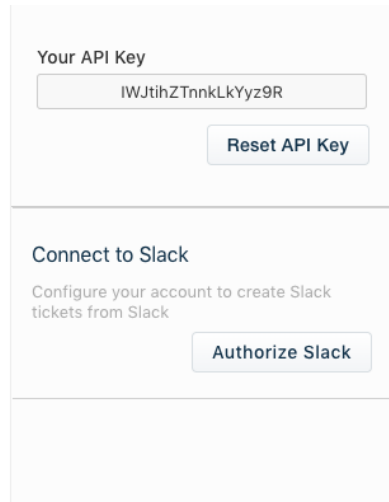 Your API Key
IWJtihZTnnkLkYyz9R
Reset API Key
Connect to Slack
Configure your account to create Slack
tickets from Slack
Authorize Slack